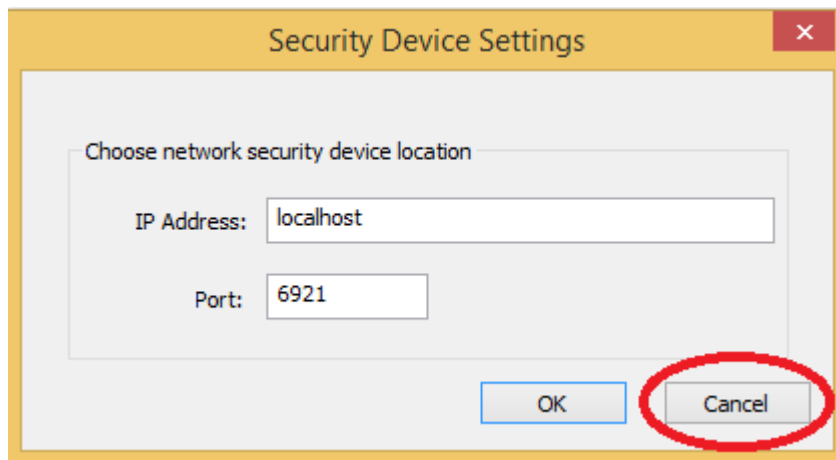 Security Device Settings
Choose network security device location
IP Address: localhost
Port: 6921
OK Cancel